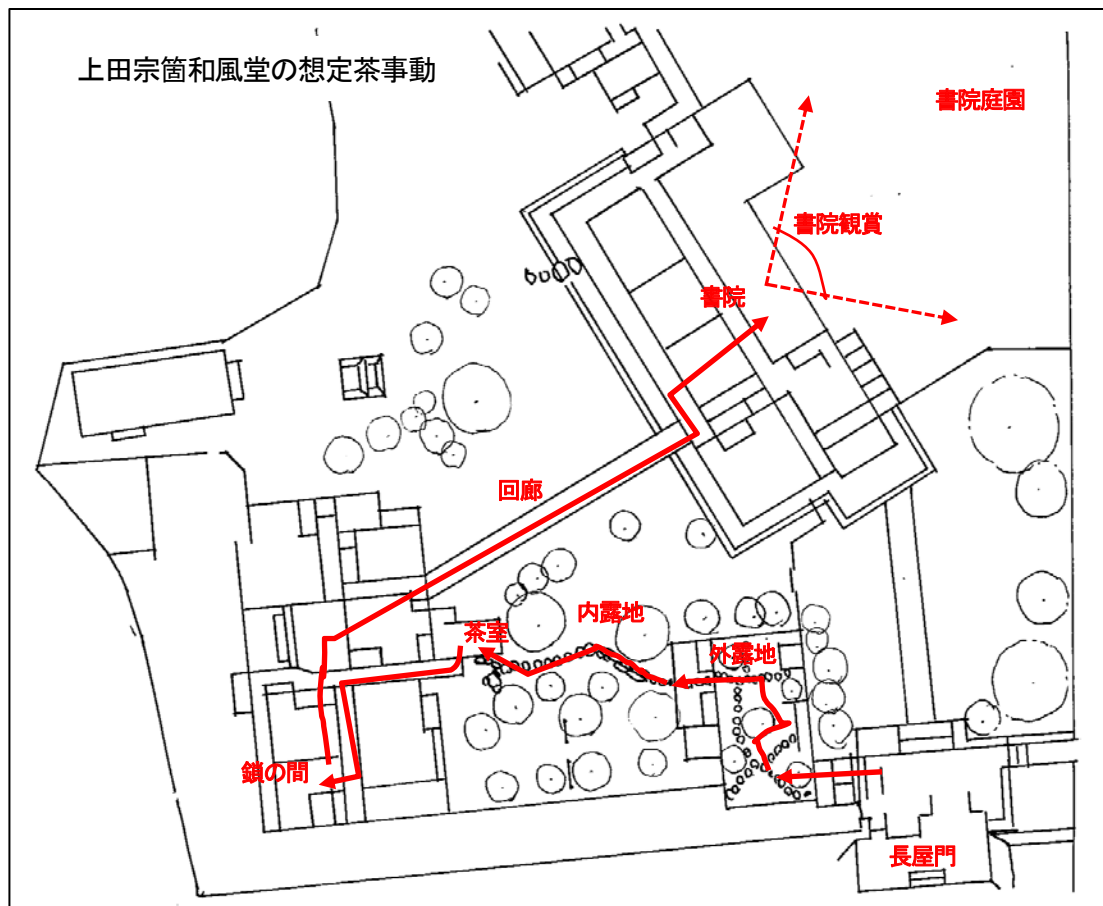 上田宗箇和風堂の想定茶事動
書院庭園
書院観賞
書院
回廊
内露地
茶室
外露地
鎖の間
長屋門